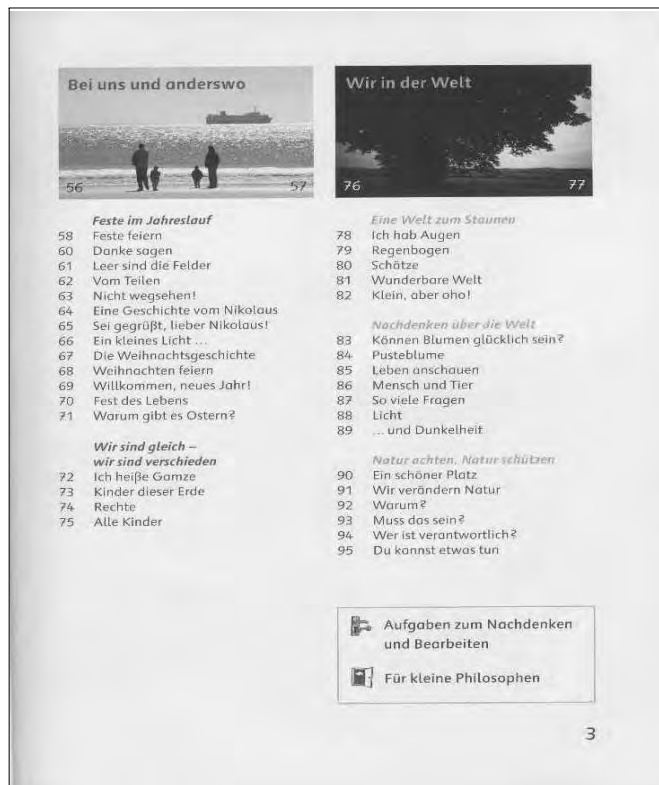 Bei uns und anderswo
56 57
Feste im Jahreslauf
58 Feste feiern
60 Danke sagen
61 Leer sind die Felder
62 Vom Teilen
63 Nicht wegsehen!
64 Eine Geschichte vom Nikolaus
65 Sei gegrüßt, lieber Nikolaus!
66 Ein kleines Licht ...
67 Die Weihnachtsgeschichte
68 Weihnachten feiern
69 Willkommen, neues Jahr!
70 Fest des Lebens
71 Warum gibt es Ostern?
Wir sind gleich –
wir sind verschieden
72 Ich heiße Gamze
73 Kinder dieser Erde
74 Rechte
75 Alle Kinder
Wir in der Welt
76 77
Eine Welt zum Staunen
78 Ich hab Augen
79 Regenbogen
80 Schätze
81 Wunderbare Welt
82 Klein, aber oho!
Nachdenken über die Welt
83 Können Blumen glücklich sein?
84 Pusteblume
85 Leben anschauen
86 Mensch und Tier
87 So viele Fragen
88 Licht
89 ... und Dunkelheit
Natur achten, Natur schützen
90 Ein schöner Platz
91 Wir verändern Natur
92 Warum?
93 Muss das sein?
94 Wer ist verantwortlich?
95 Du kannst etwas tun
Aufgaben zum Nachdenken
und Bearbeiten
Für kleine Philosophen
3